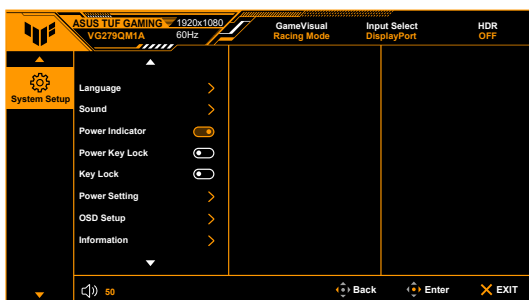 ASUS TUF GAMING 1920x1080
VG279QM1A 60Hz
GameVisual
Racing Mode
Input Select
DisplayPort
HDR
OFF
System Setup
Language
Sound
Power Indicator
Power Key Lock
Key Lock
Power Setting
OSD Setup
Information
50
Back
Enter
EXIT